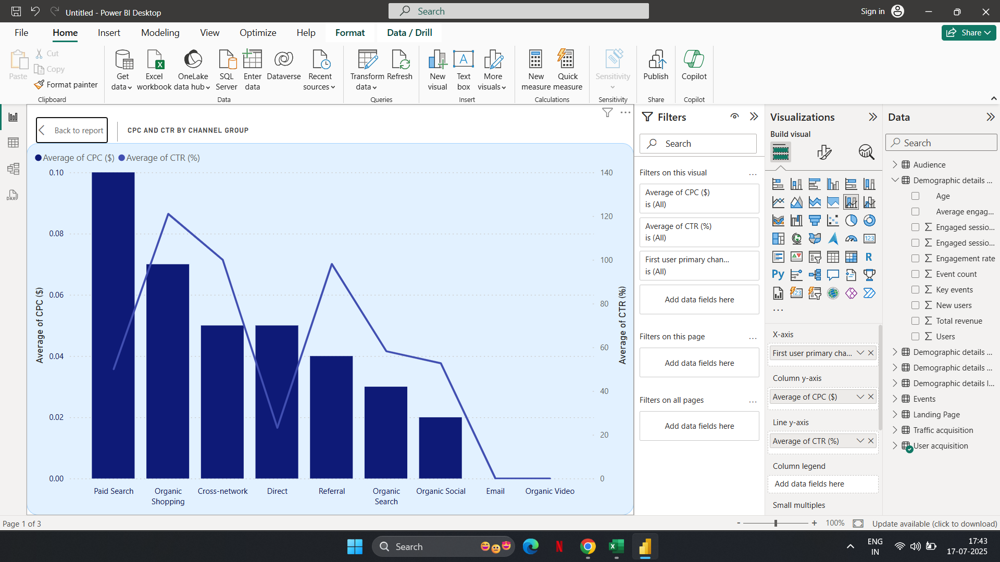 Untitled - Power BI Desktop
Search
Sign in
File
Home
Insert
Modeling
View
Optimize
Help
Format
Data / Drill
Share
Paste
Cut
Copy
Format painter
Clipboard
Get data
Excel workbook
OneLake data hub
SQL Server
Enter data
Dataverse
Recent sources
Data
Transform data
Refresh
Queries
New visual
Text box
More visuals
Insert
New measure
Quick measure
Calculations
Sensitivity
Sensitivity
Publish
Share
Copilot
Copilot
DAX
Back to report
CPC AND CTR BY CHANNEL GROUP
Average of CPC ($)
Average of CTR (%)
Average of CPC ($)
0.10
0.08
0.06
0.04
0.02
0.00
140
120
100
80
60
40
20
0
Average of CTR (%)
Paid Search
Organic Shopping
Cross-network
Direct
Referral
Organic Search
Organic Social
Email
Organic Video
Filters
Search
Filters on this visual
...
Average of CPC ($)
is (All)
Average of CTR (%)
is (All)
First user primary chan...
is (All)
Add data fields here
Filters on this page
...
Add data fields here
Filters on all pages
...
Add data fields here
Visualizations
Build visual
123
R
Py
123
...
X-axis
First user primary cha...
Column y-axis
Average of CPC ($)
Line y-axis
Average of CTR (%)
Column legend
Add data fields here
Small multiples
Data
Search
Audience
Demographic details ...
Age
Average engag...
Engaged sessio...
Engaged sessio...
Engagement rate
Event count
Key events
New users
Total revenue
Users
Demographic details ...
Demographic details ...
Demographic details l...
Events
Landing Page
Traffic acquisition
User acquisition
Page 1 of 3
- + 100%
Update available (click to download)
Search
ENG
IN
17:43
17-07-2025